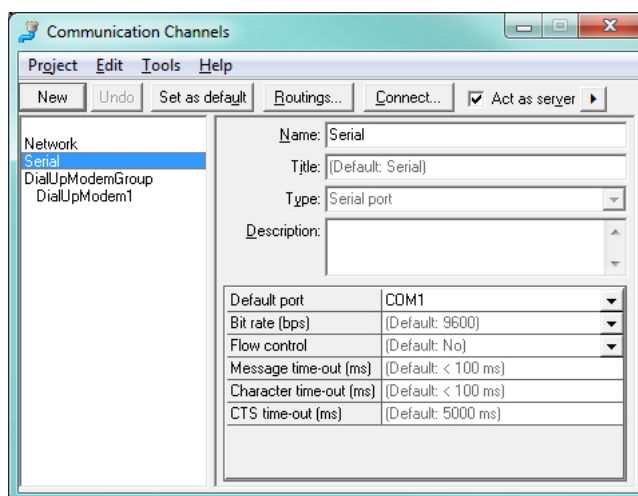 Communication Channels
Project Edit Tools Help
New Undo Set as default Routings... Connect... Act as server
Network
Serial
DialUpModemGroup
DialUpModem1
Name: Serial
Title: (Default: Serial)
Type: Serial port
Description:
Default port COM1
Bit rate (bps) (Default: 9600)
Flow control (Default: No)
Message time-out (ms) (Default: < 100 ms)
Character time-out (ms) (Default: < 100 ms)
CTS time-out (ms) (Default: 5000 ms)